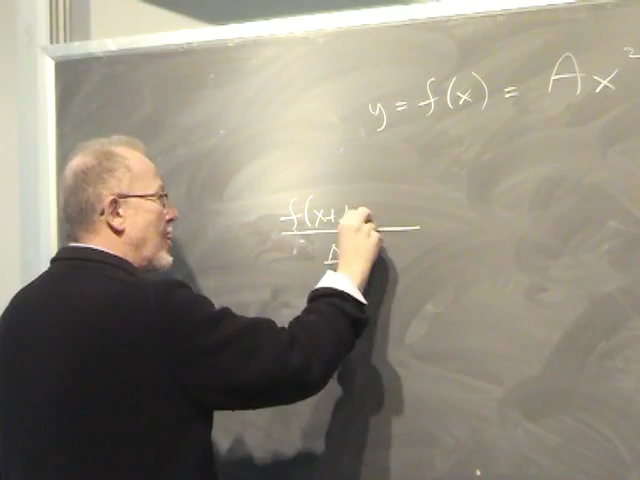 y = f(x) = Ax²
f(x+
Δ